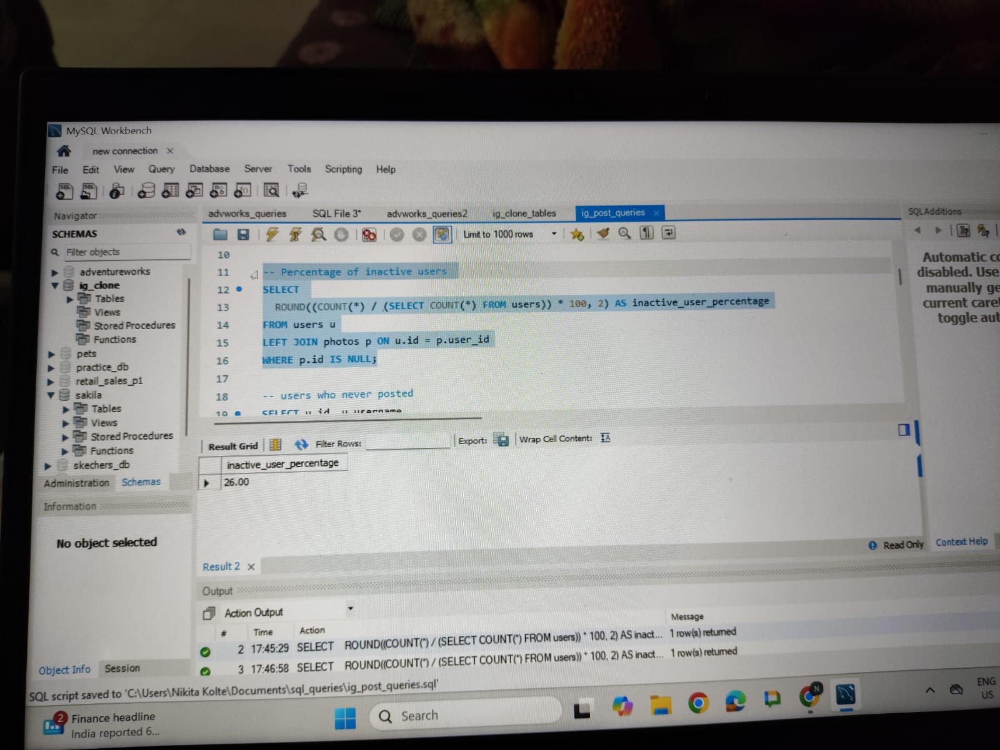 MySQL Workbench
new connection
File Edit View Query Database Server Tools Scripting Help
Navigator
SCHEMAS
Filter objects
adventureworks
ig_clone
Tables
Views
Stored Procedures
Functions
pets
practice_db
retail_sales_p1
sakila
Tables
Views
Stored Procedures
Functions
skechers_db
Administration Schemas
Information
No object selected
Object Info Session
advworks_queries SQL File 3* advworks_queries2 ig_clone_tables ig_post_queries
Limit to 1000 rows
10
11 -- Percentage of inactive users
12 SELECT
13 ROUND((COUNT(*) / (SELECT COUNT(*) FROM users)) * 100, 2) AS inactive_user_percentage
14 FROM users u
15 LEFT JOIN photos p ON u.id = p.user_id
16 WHERE p.id IS NULL;
17
18 -- users who never posted
19 SELECT u.id, u.username
Result Grid Filter Rows: Export: Wrap Cell Content:
inactive_user_percentage
26.00
Result 2
Read Only
Context Help
SQLAdditions
Automatic co
disabled. Use
manually ge
current care
toggle aut
Output
Action Output
# Time Action Message
2 17:45:29 SELECT ROUND((COUNT(*) / (SELECT COUNT(*) FROM users)) * 100, 2) AS inact... 1 row(s) returned
3 17:46:58 SELECT ROUND((COUNT(*) / (SELECT COUNT(*) FROM users)) * 100, 2) AS inact... 1 row(s) returned
SQL script saved to 'C:\Users\Nikita Kolte\Documents\sql_queries\ig_post_queries.sql'
2
Finance headline
India reported 6...
Search
N
ENG
US